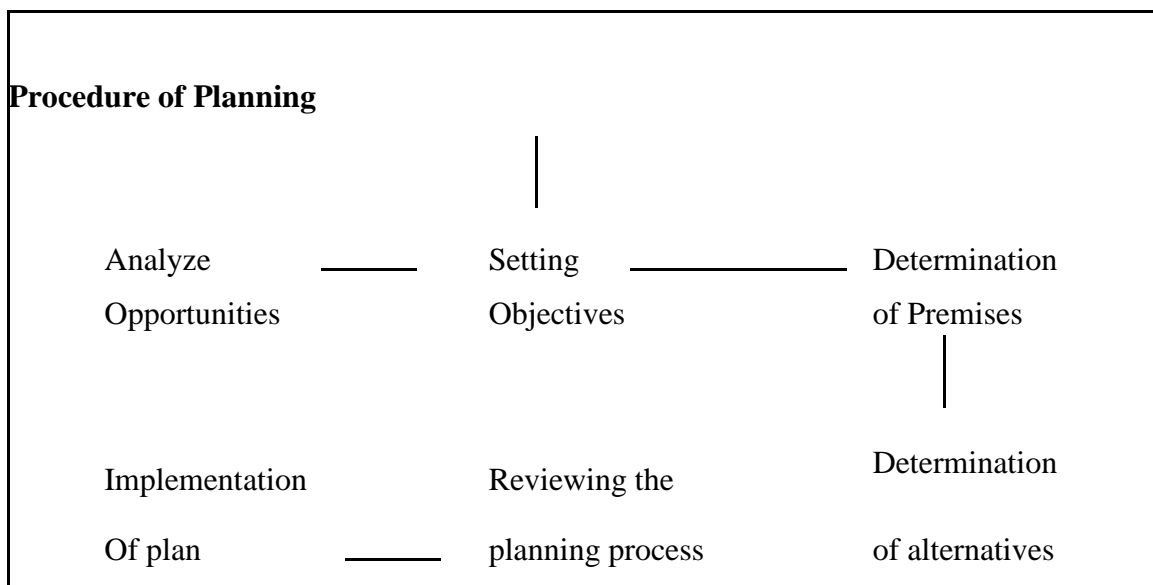 Procedure of Planning
Analyze Setting Determination
Opportunities Objectives of Premises
Implementation Reviewing the Determination
Of plan planning process of alternatives